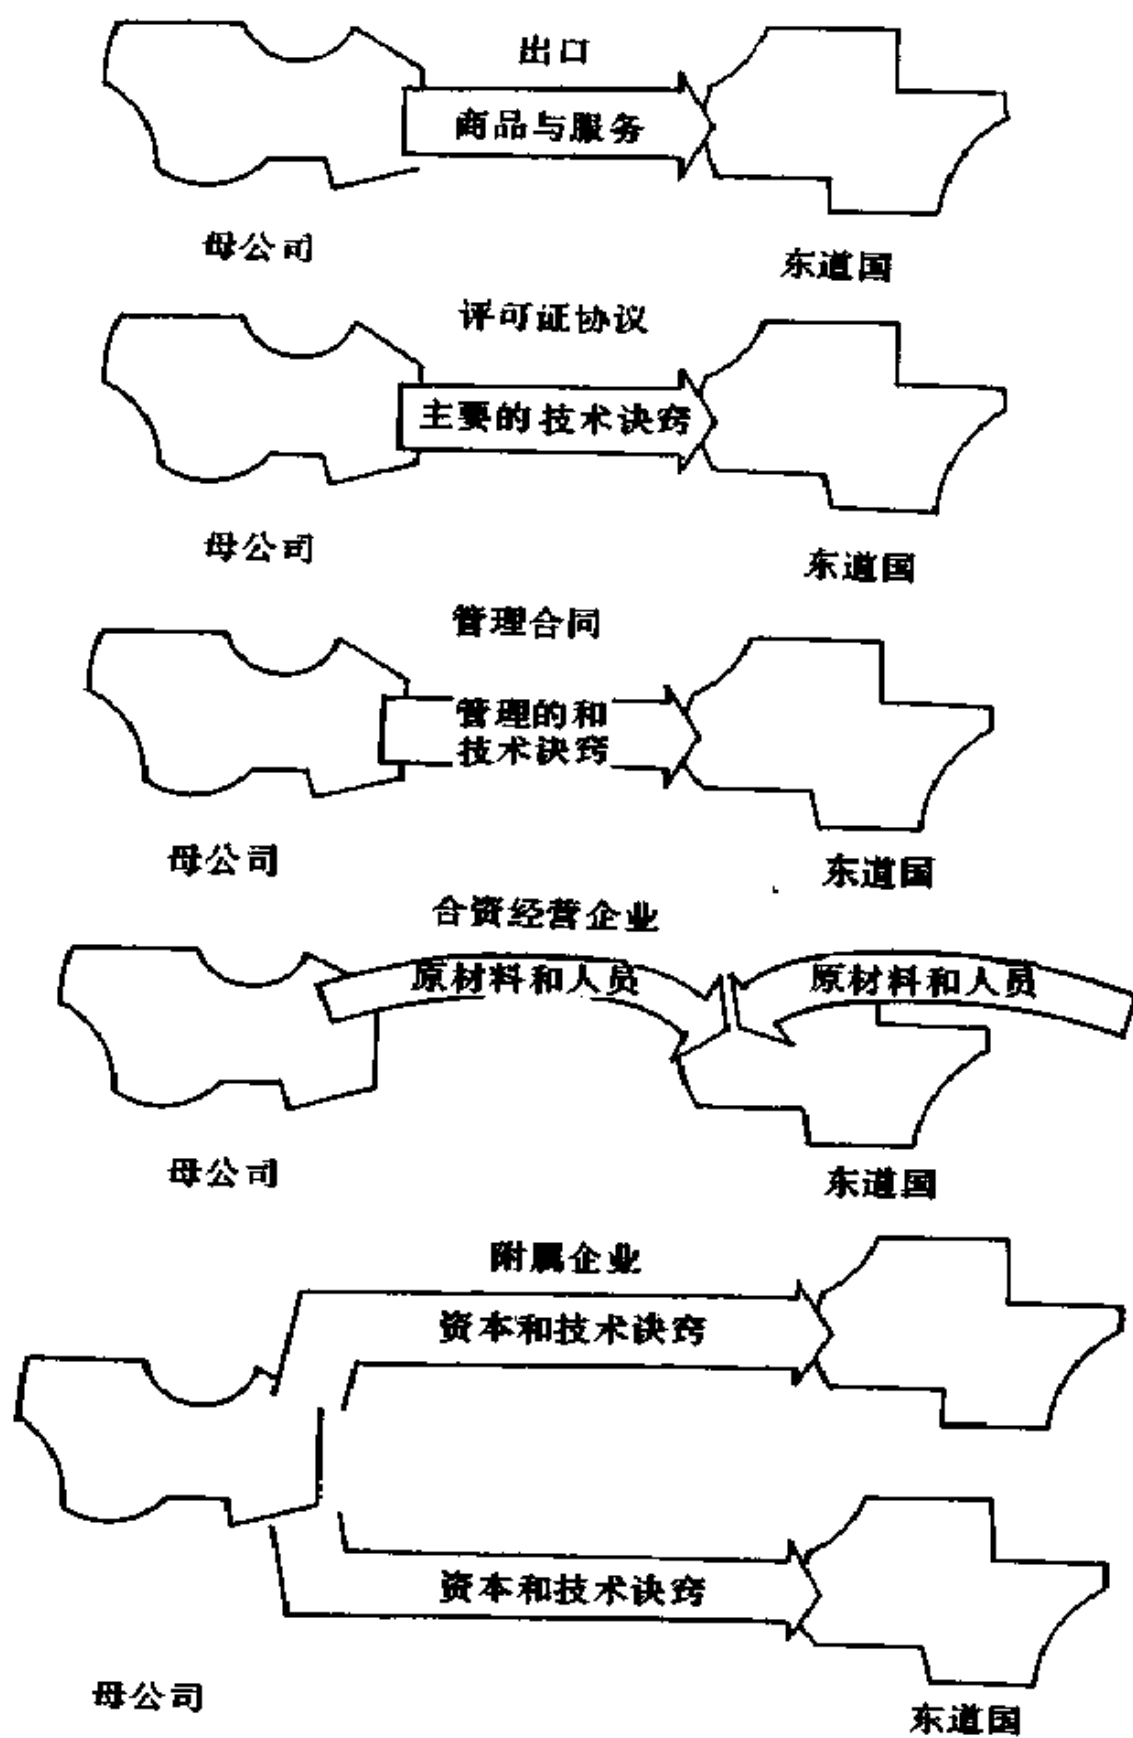 出口
商品与服务
母公司
东道国
评可证协议
主要的技术诀窍
母公司
东道国
管理合同
管理的和
技术诀窍
母公司
东道国
合资经营企业
原材料和人员
原材料和人员
母公司
东道国
附属企业
资本和技术诀窍
资本和技术诀窍
母公司
东道国